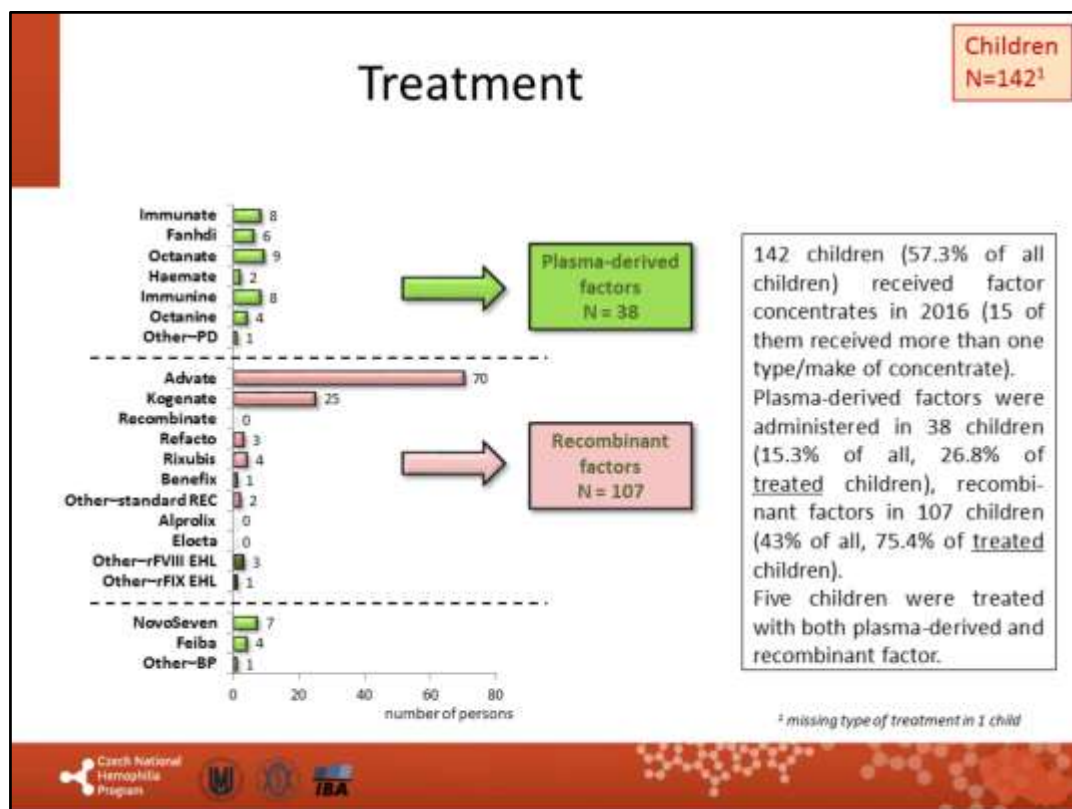 Treatment
Children
N=142¹
Immunate 8
Fanhdi 6
Octanate 9
Haemate 2
Immunine 8
Octanine 4
Other–PD 1
Plasma-derived
factors
N = 38
Advate 70
Kogenate 25
Recombinate 0
Refacto 3
Rixubis 4
Benefix 1
Other–standard REC 2
Alprolix 0
Elocta 0
Other–rFVIII EHL 3
Other–rFIX EHL 1
Recombinant
factors
N = 107
NovoSeven 7
Feiba 4
Other–BP 1
0 20 40 60 80
number of persons
142 children (57.3% of all
children) received factor
concentrates in 2016 (15 of
them received more than one
type/make of concentrate).
Plasma-derived factors were
administered in 38 children
(15.3% of all, 26.8% of
treated children), recombi-
nant factors in 107 children
(43% of all, 75.4% of treated
children).
Five children were treated
with both plasma-derived and
recombinant factor.
¹ missing type of treatment in 1 child
Czech National
Hemophilia
Program
IBA